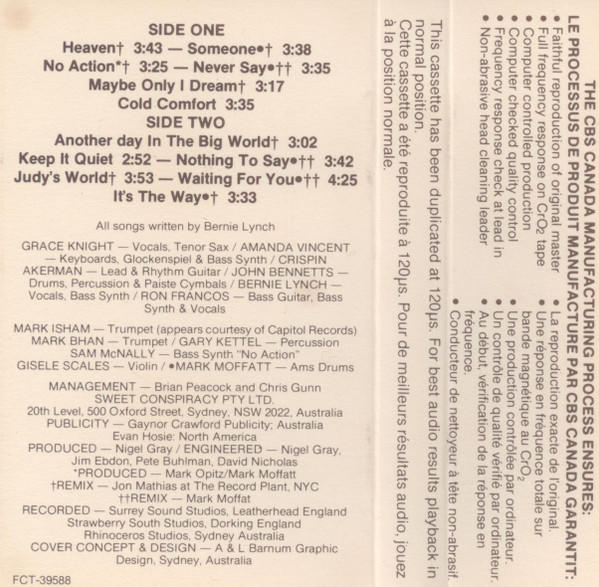 SIDE ONE
Heaven† 3:43 — Someone•† 3:38
No Action*† 3:25 — Never Say•†† 3:35
Maybe Only I Dream† 3:17
Cold Comfort 3:35
SIDE TWO
Another day In The Big World† 3:02
Keep It Quiet 2:52 — Nothing To Say•†† 3:42
Judy's World† 3:53 — Waiting For You•†† 4:25
It's The Way•† 3:33
All songs written by Bernie Lynch
GRACE KNIGHT — Vocals, Tenor Sax / AMANDA VINCENT
— Keyboards, Glockenspiel & Bass Synth / CRISPIN
AKERMAN — Lead & Rhythm Guitar / JOHN BENNETTS —
Drums, Percussion & Paiste Cymbals / BERNIE LYNCH —
Vocals, Bass Synth / RON FRANCOS — Bass Guitar, Bass
Synth & Vocals
MARK ISHAM — Trumpet (appears courtesy of Capitol Records)
MARK BHAN — Trumpet / GARY KETTEL — Percussion
SAM McNALLY — Bass Synth "No Action"
GISELE SCALES — Violin / •MARK MOFFATT — Ams Drums
MANAGEMENT — Brian Peacock and Chris Gunn
SWEET CONSPIRACY PTY LTD.
20th Level, 500 Oxford Street, Sydney, NSW 2022, Australia
PUBLICITY — Gaynor Crawford Publicity; Australia
Evan Hosie: North America
PRODUCED — Nigel Gray / ENGINEERED — Nigel Gray,
Jim Ebdon, Pete Buhlman, David Nicholas
*PRODUCED — Mark Opitz/Mark Moffatt
†REMIX — Jon Mathias at The Record Plant, NYC
††REMIX — Mark Moffat
RECORDED — Surrey Sound Studios, Leatherhead England
Strawberry South Studios, Dorking England
Rhinoceros Studios, Sydney Australia
COVER CONCEPT & DESIGN — A & L Barnum Graphic
Design, Sydney, Australia
FCT-39588
THE CBS CANADA MANUFACTURING PROCESS ENSURES:
LE PROCESSUS DE PRODUIT MANUFACTURE PAR CBS CANADA GARANTIT:
• Faithful reproduction of original master
• Full frequency response on CrO2 tape
• Computer controlled production
• Computer checked quality control
• Frequency response check at lead in
• Non-abrasive head cleaning leader
• La reproduction exacte de l'original.
• Une réponse en fréquence totale sur
bande magnétique au CrO2
• Une production contrôlée par ordinateur.
• Un contrôle de qualité vérifié par ordinateur.
• Au début, vérification de la réponse en
fréquence.
• Conducteur de nettoyeur à tête non-abrasif.
This cassette has been duplicated at 120µs. For best audio results playback in
normal position.
Cette cassette a été reproduite à 120µs. Pour de meilleurs résultats audio, jouez
à la position normale.